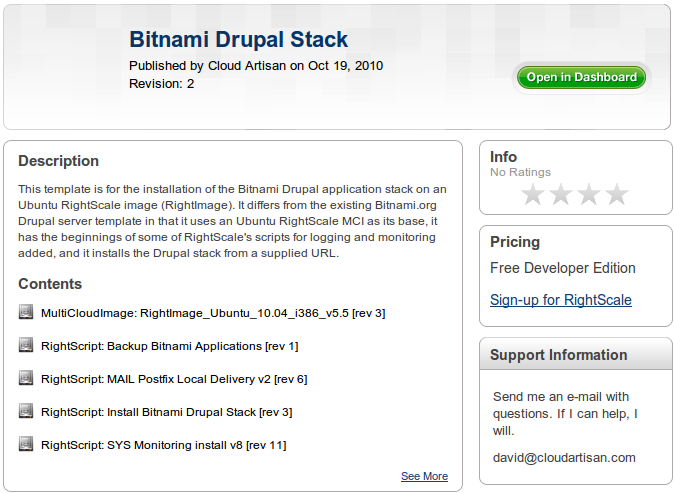 Bitnami Drupal Stack
Published by Cloud Artisan on Oct 19, 2010
Revision: 2
Open in Dashboard
Description
This template is for the installation of the Bitnami Drupal application stack on an
Ubuntu RightScale image (RightImage). It differs from the existing Bitnami.org
Drupal server template in that it uses an Ubuntu RightScale MCI as its base, it
has the beginnings of some of RightScale's scripts for logging and monitoring
added, and it installs the Drupal stack from a supplied URL.
Contents
MultiCloudImage: RightImage_Ubuntu_10.04_i386_v5.5 [rev 3]
RightScript: Backup Bitnami Applications [rev 1]
RightScript: MAIL Postfix Local Delivery v2 [rev 6]
RightScript: Install Bitnami Drupal Stack [rev 3]
RightScript: SYS Monitoring install v8 [rev 11]
See More
Info
No Ratings
Pricing
Free Developer Edition
Sign-up for RightScale
Support Information
Send me an e-mail with
questions. If I can help, I
will.
david@cloudartisan.com